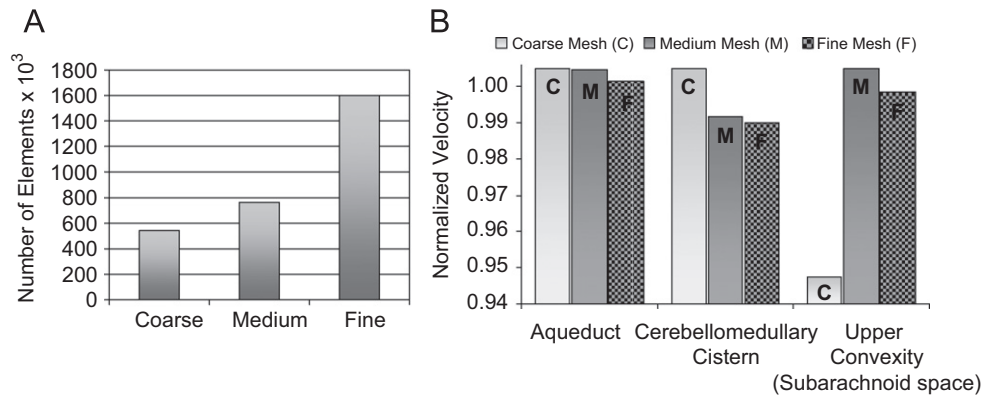 A
Number of Elements x 10³
1800
1600
1400
1200
1000
800
600
400
200
0
Coarse Medium Fine
B
Coarse Mesh (C) Medium Mesh (M) Fine Mesh (F)
Normalized Velocity
1.00
0.99
0.98
0.97
0.96
0.95
0.94
C M F
C M F
C M F
Aqueduct Cerebellomedullary Upper
Cistern Convexity
(Subarachnoid space)